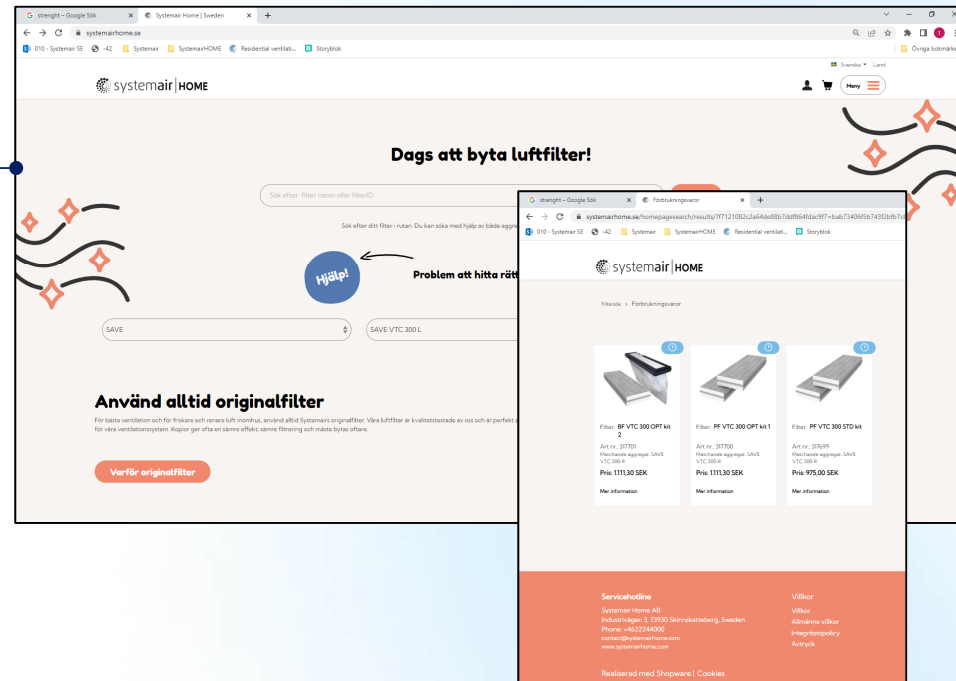 strenght – Google Sök
Systemair Home | Sweden
systemairhome.se
010 - Systemair SE
-42
Systemair
SystemairHOME
Residential ventilati...
Storyblok
Övriga bokmärke
Svenska
Land
systemair HOME
Meny
Dags att byta luftfilter!
Sök efter filter namn eller filterID
Sök efter ditt filter i rutan. Du kan söka med hjälp av både aggre
Hjälp!
Problem att hitta rätt
SAVE
SAVE VTC 300 L
Använd alltid originalfilter
För bästa ventilation och för friskare och renare luft inomhus, använd alltid Systemairs originalfilter. Våra luftfilter är kvalitetstestade av oss och är perfekt
för våra ventilationssystem. Kopior ger ofta en sämre effekt, sämre filtrering och måste bytas oftare.
Varför originalfilter
strenght – Google Sök
Förbrukningsvaror
systemairhome.se/homepagesearch/results/?
010 - Systemair SE
-42
Systemair
SystemairHOME
Residential ventilati...
Storyblok
systemair HOME
Filtersök > Förbrukningsvaror
Filter: BF VTC 300 OPT kit
2
Art nr.: 317701
Matchande aggregat: SAVE
VTC 300 R
Pris: 1.111,30 SEK
Mer information
Filter: PF VTC 300 OPT kit 1
Art nr.: 317700
Matchande aggregat: SAVE
VTC 300 R
Pris: 1.111,30 SEK
Mer information
Filter: PF VTC 300 STD kit
Art nr.: 317699
Matchande aggregat: SAVE
VTC 300 R
Pris: 975,00 SEK
Mer information
Servicehotline
Systemair Home AB
Industrivägen 3, 73930 Skinnskatteberg, Sweden
Phone: +4622244000
contact@systemairhome.com
www.systemairhome.com
Villkor
Villkor
Allmänna villkor
Integritetspolicy
Avtryck
Realiserad med Shopware | Cookies